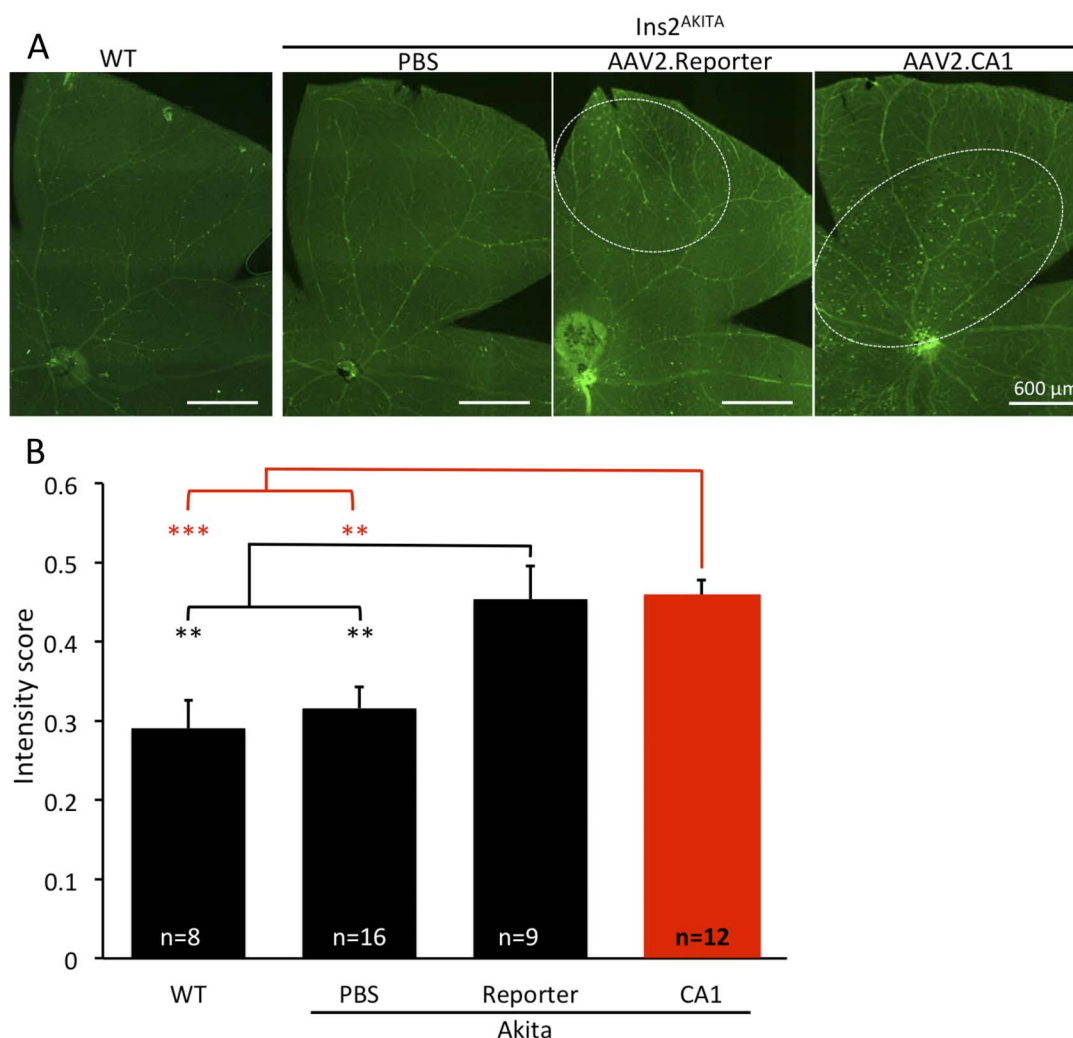 A
Ins2AKITA
WT
PBS
AAV2.Reporter
AAV2.CA1
600 µm
B
Intensity score
0.6
0.5
0.4
0.3
0.2
0.1
0
***
**
**
**
n=8
n=16
n=9
n=12
WT
PBS
Reporter
CA1
Akita